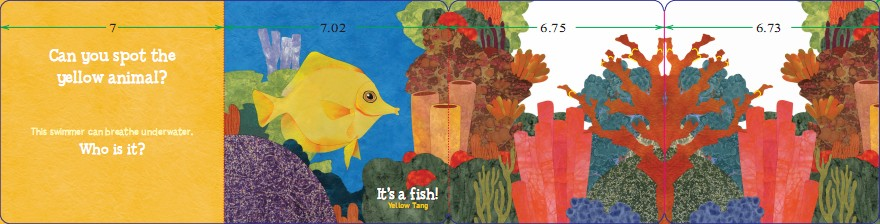 7
7.02
6.75
6.73
Can you spot the
yellow animal?
This swimmer can breathe underwater.
Who is it?
It's a fish!
Yellow Tang